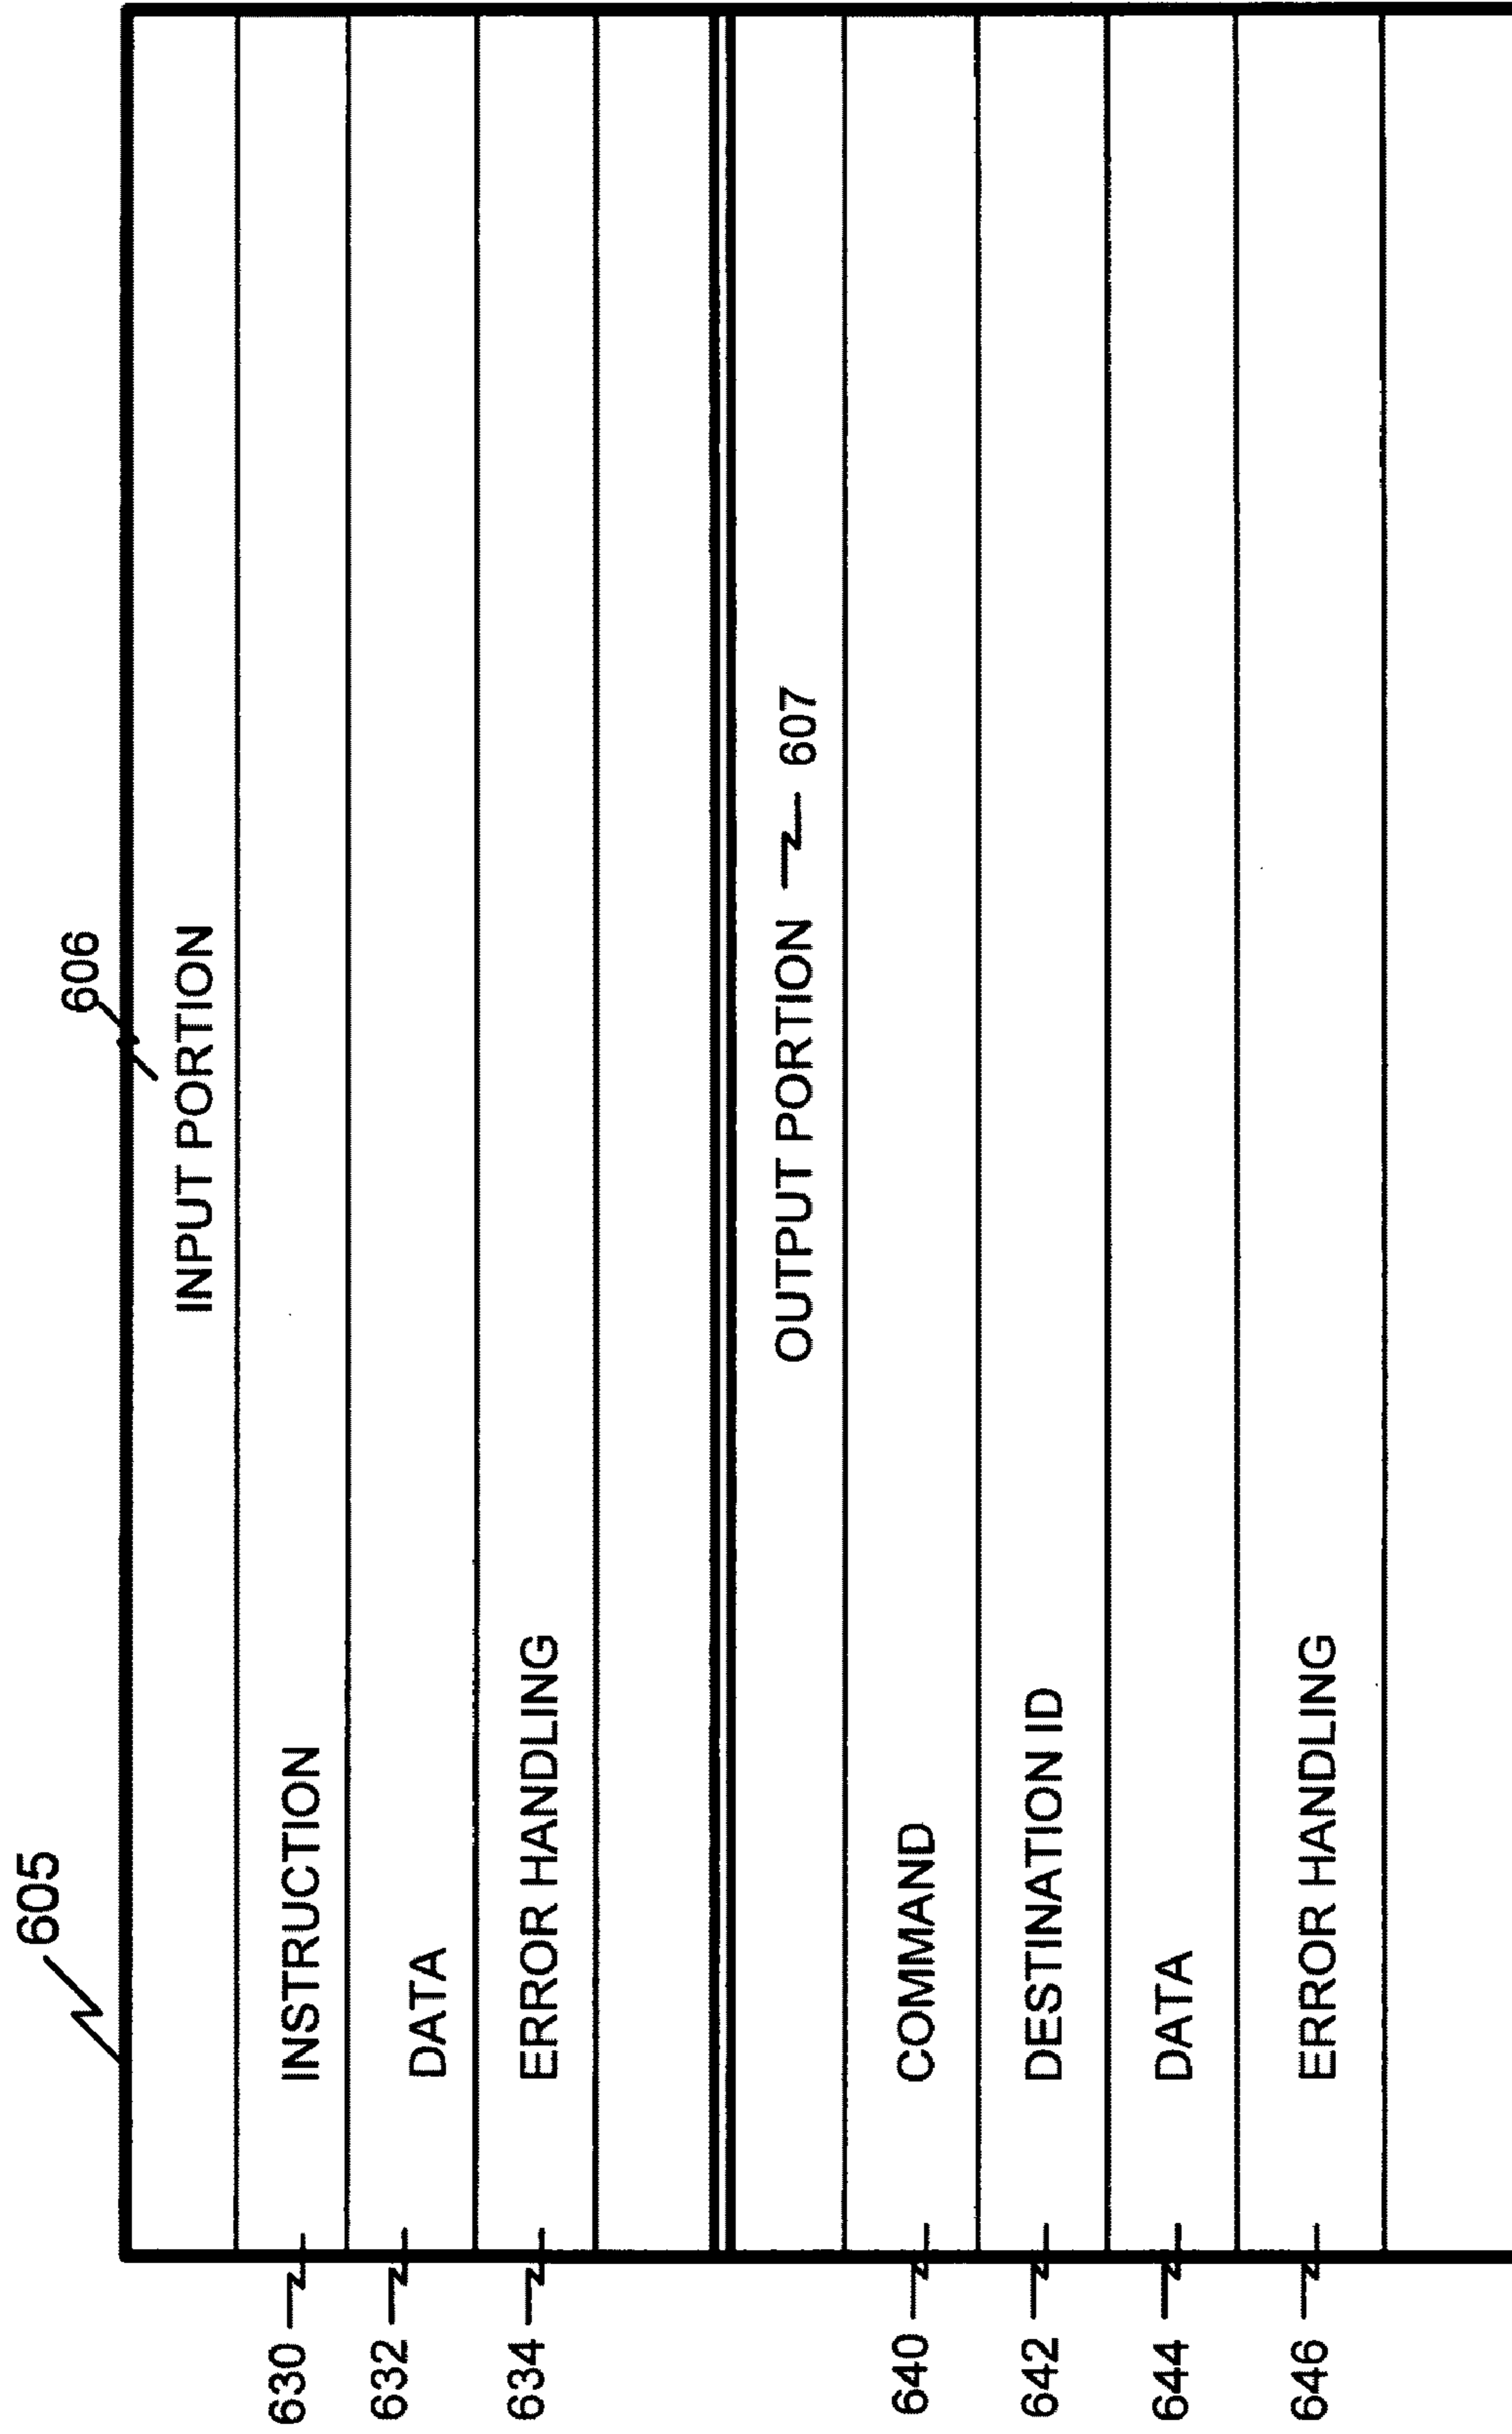 605
606
INPUT PORTION
630 INSTRUCTION
632 DATA
634 ERROR HANDLING
OUTPUT PORTION 607
640 COMMAND
642 DESTINATION ID
644 DATA
646 ERROR HANDLING